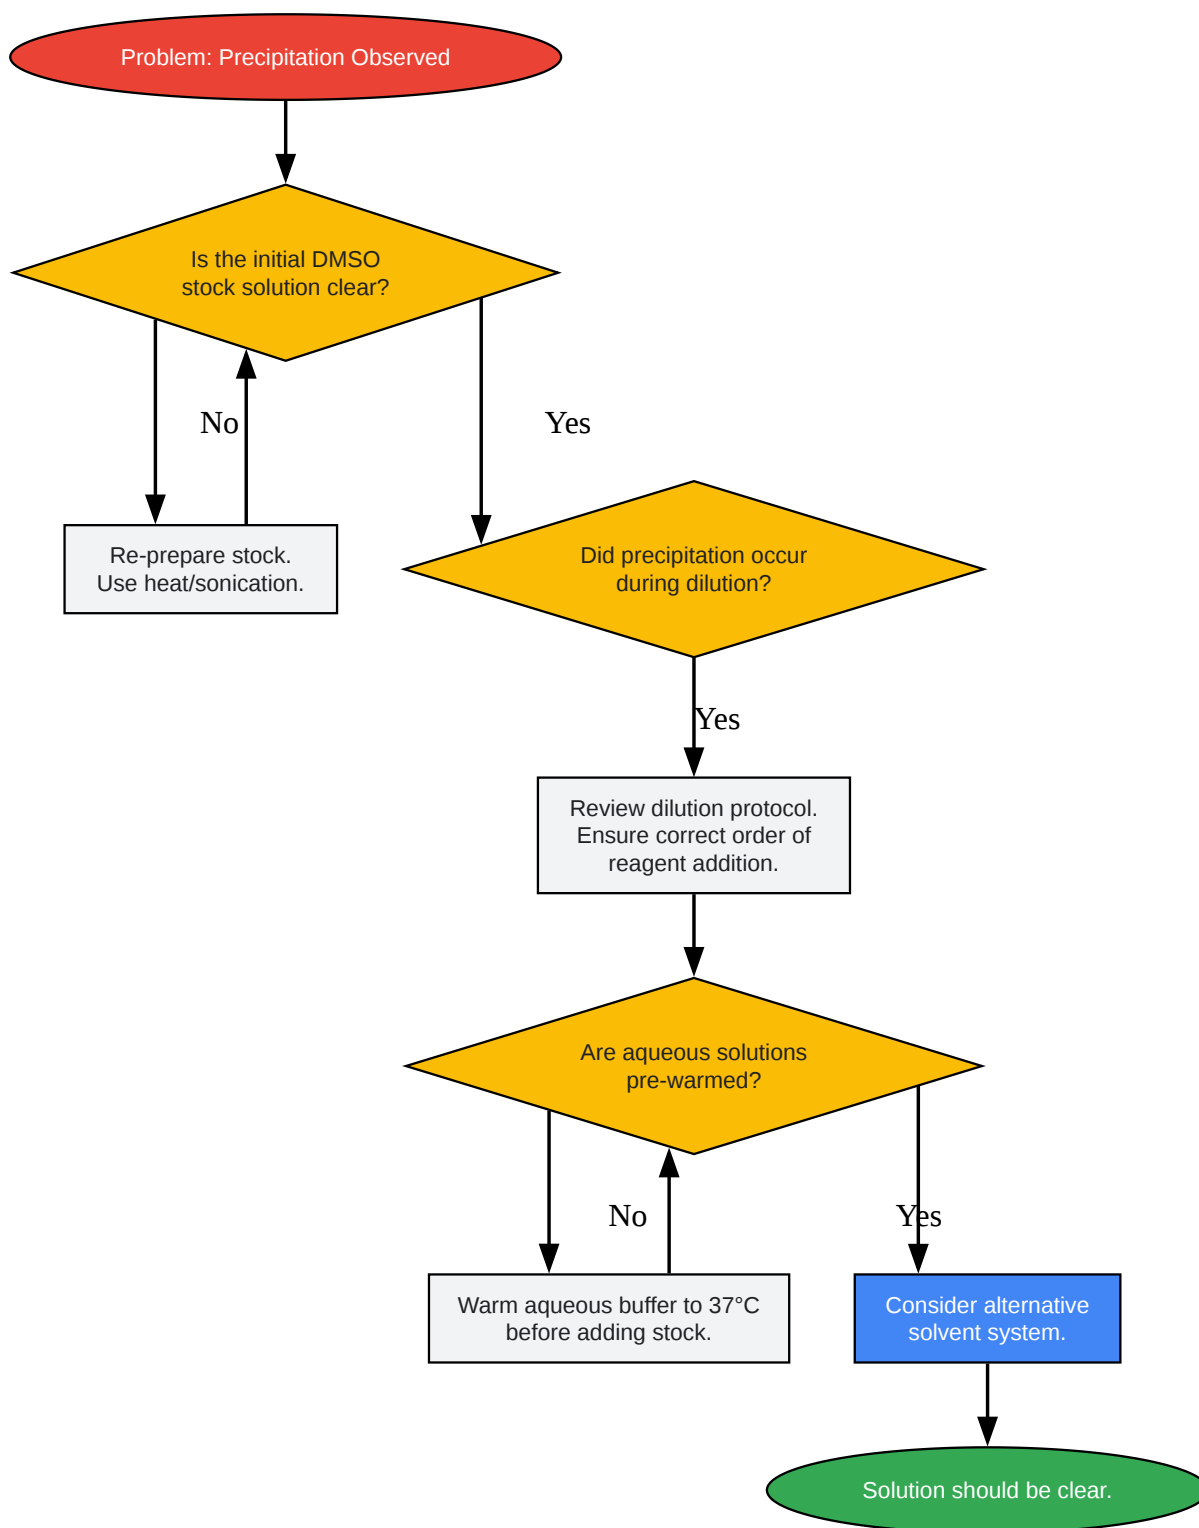 Problem: Precipitation Observed
Is the initial DMSO
stock solution clear?
No
Yes
Re-prepare stock.
Use heat/sonication.
Did precipitation occur
during dilution?
Yes
Review dilution protocol.
Ensure correct order of
reagent addition.
Are aqueous solutions
pre-warmed?
No
Yes
Warm aqueous buffer to 37°C
before adding stock.
Consider alternative
solvent system.
Solution should be clear.